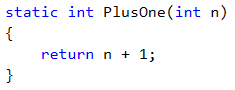 static int PlusOne(int n)
{
    return n + 1;
}